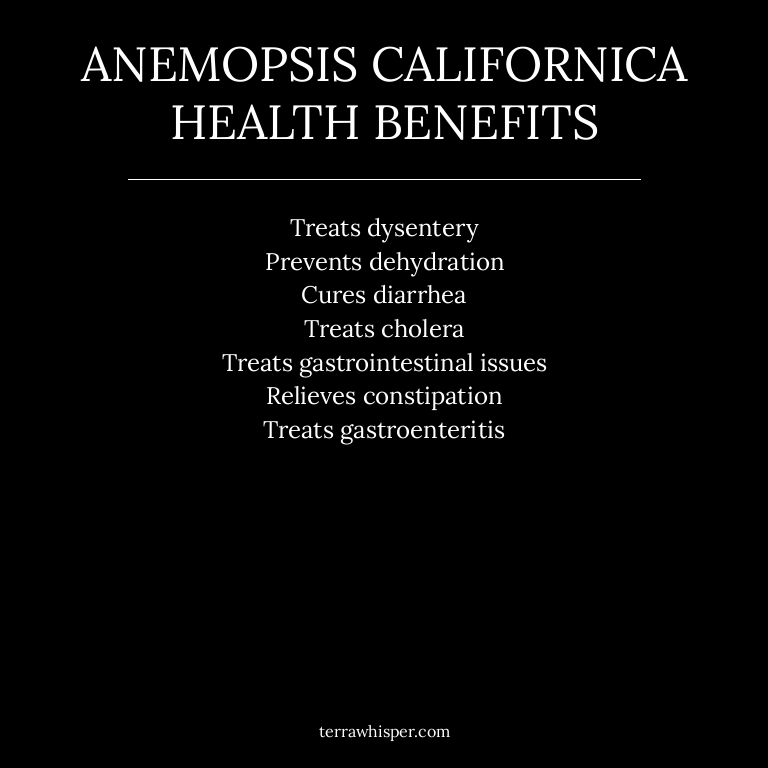 ANEMOPSIS CALIFORNICA
HEALTH BENEFITS
Treats dysentery
Prevents dehydration
Cures diarrhea
Treats cholera
Treats gastrointestinal issues
Relieves constipation
Treats gastroenteritis
terrawhisper.com